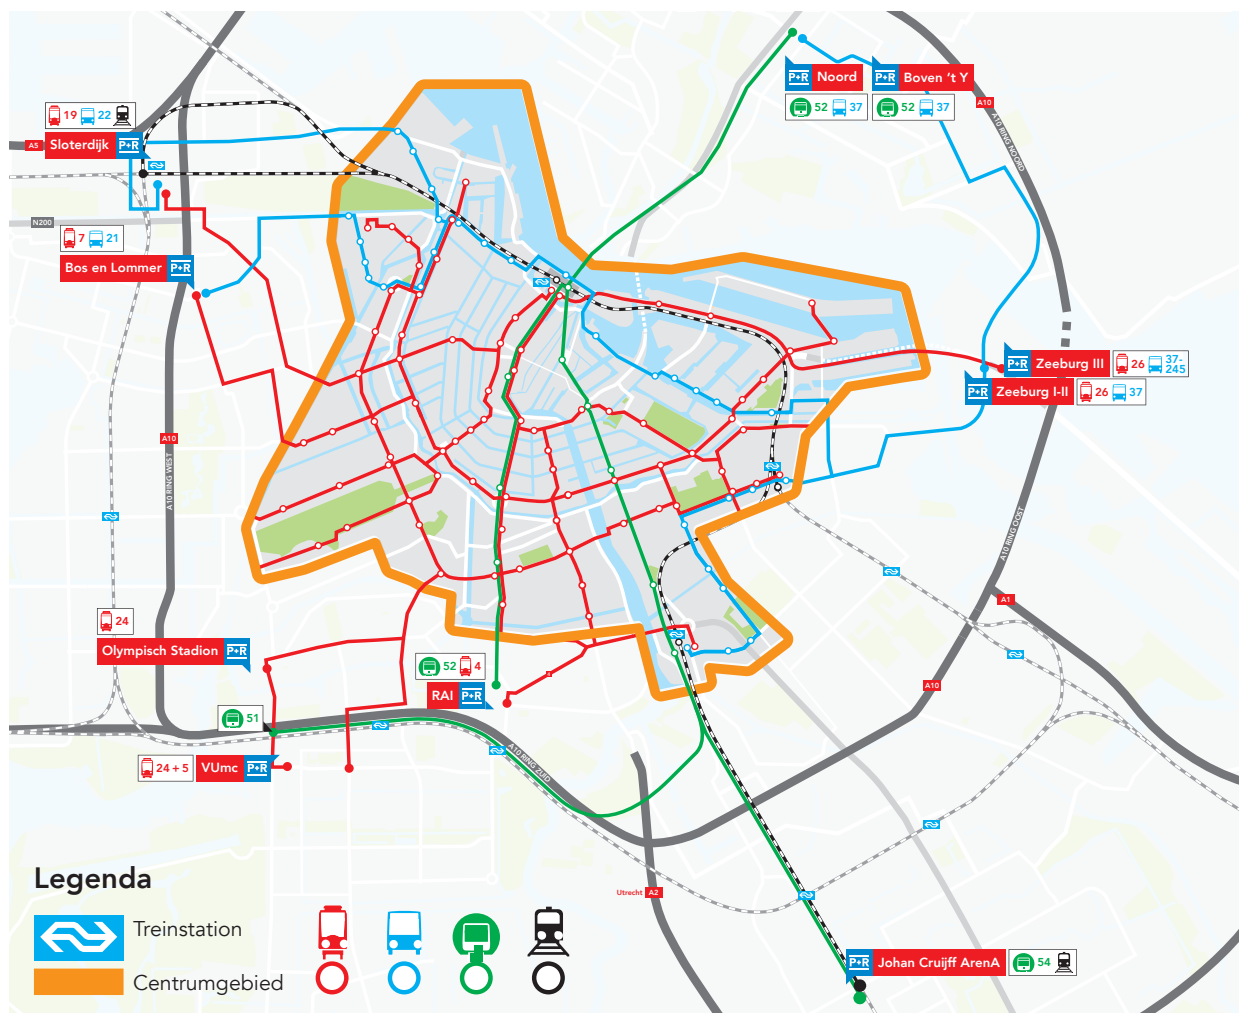 P+R Noord
52 37
P+R Boven 't Y
52 37
A10
A10 RING NOORD
19 22
A5
Sloterdijk P+R
N200
7 21
Bos en Lommer P+R
P+R Zeeburg III
26 37-
245
P+R Zeeburg I-II
26 37
A10
A10 RING WEST
A10 RING OOST
A1
24
Olympisch Stadion P+R
52 4
RAI P+R
A10
51
24 + 5
VUmc P+R
A10 RING ZUID
Utrecht A2
P+R Johan Cruijff ArenA
54
Legenda
Treinstation
Centrumgebied